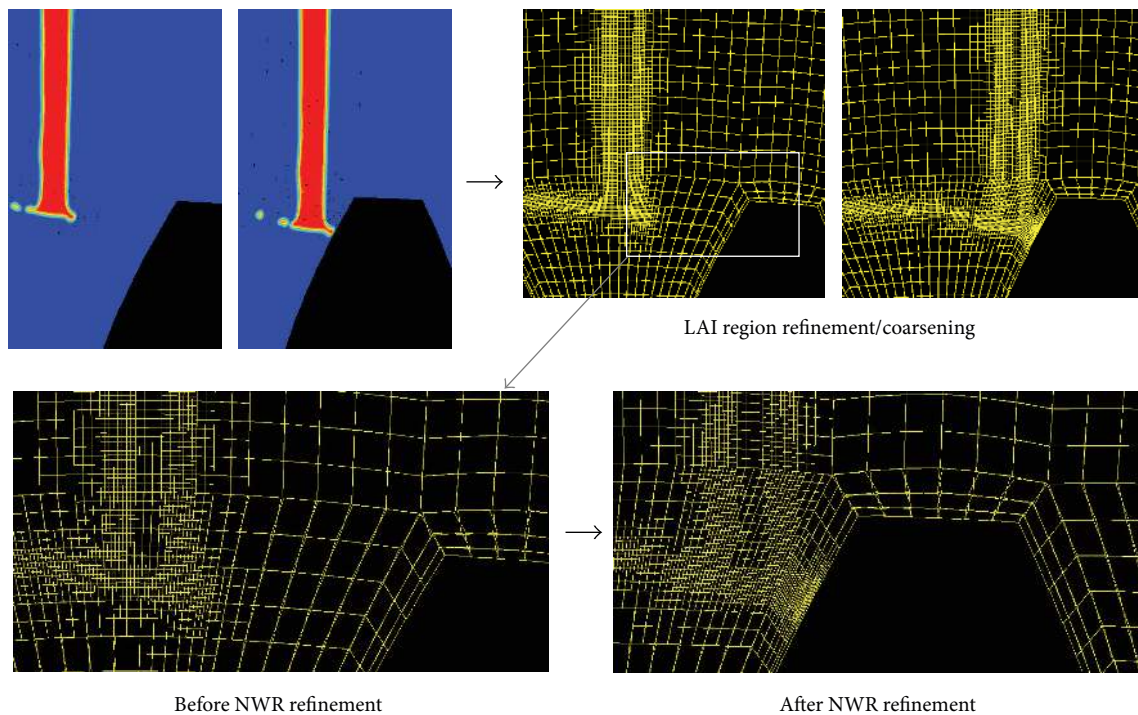 LAI region refinement/coarsening
Before NWR refinement
After NWR refinement